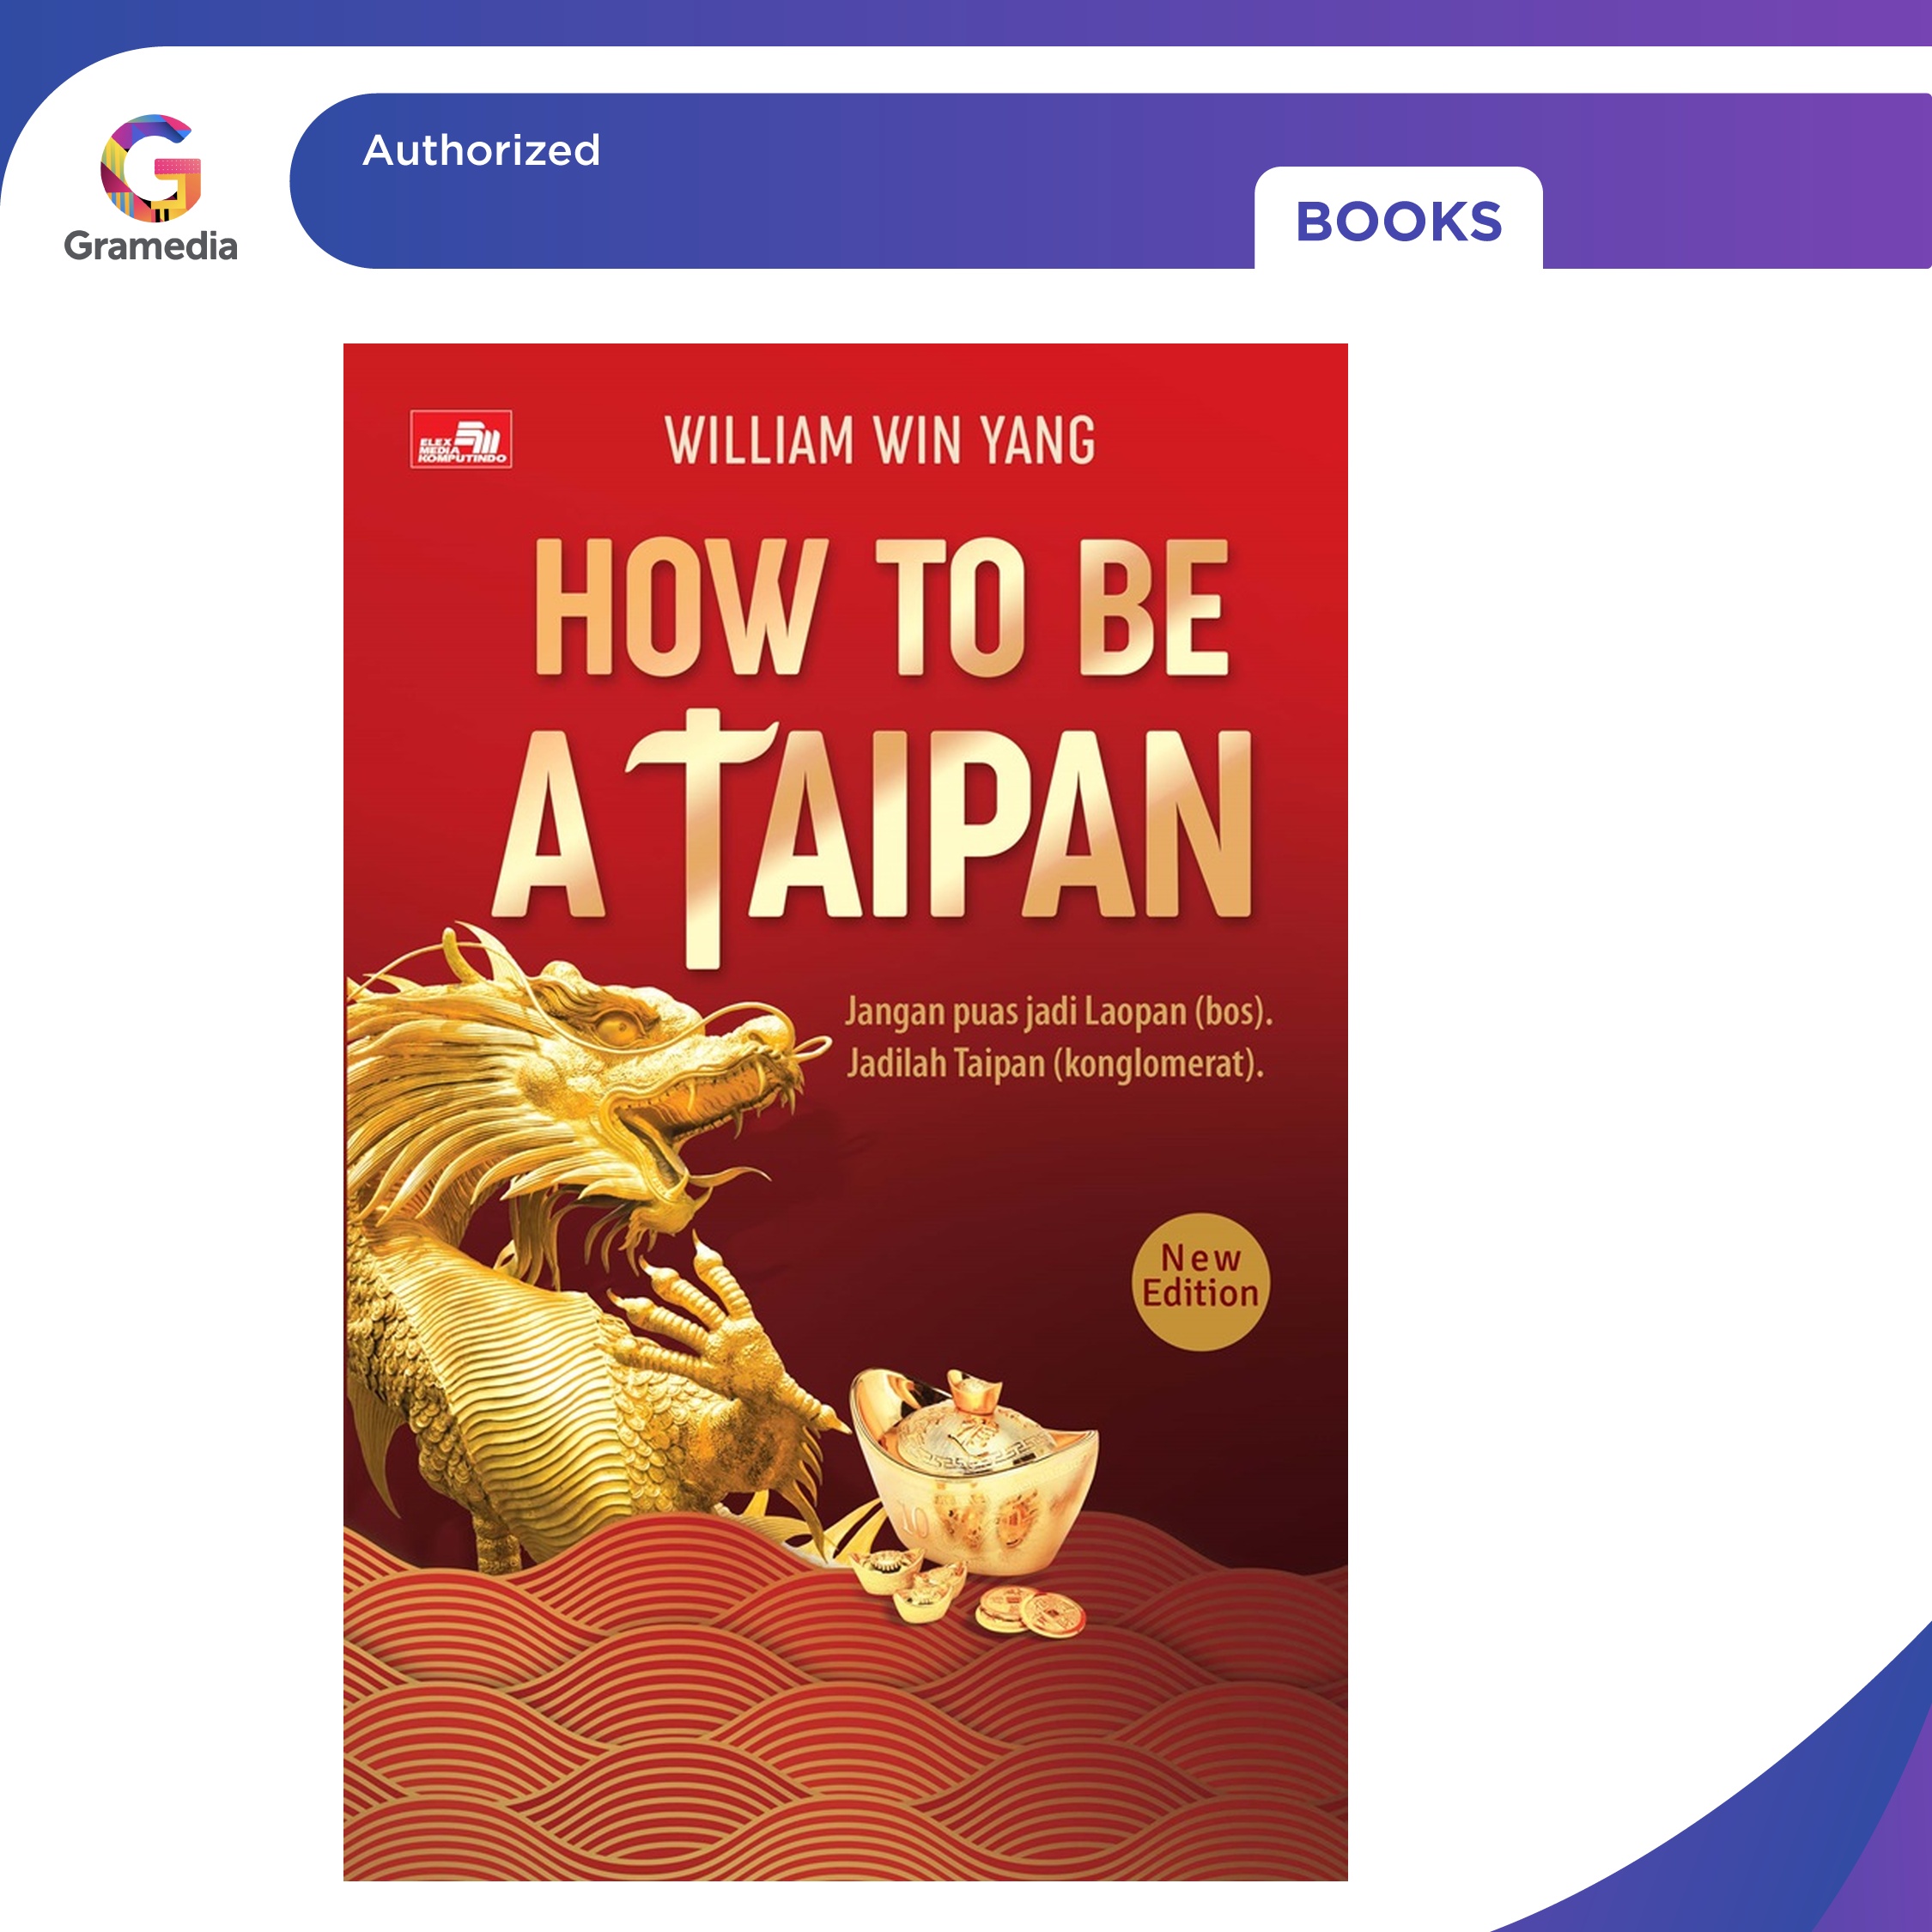 Gramedia
Authorized
BOOKS
ELEX
MEDIA
KOMPUTINDO
WILLIAM WIN YANG
HOW TO BE
A TAIPAN
Jangan puas jadi Laopan (bos).
Jadilah Taipan (konglomerat).
New
Edition